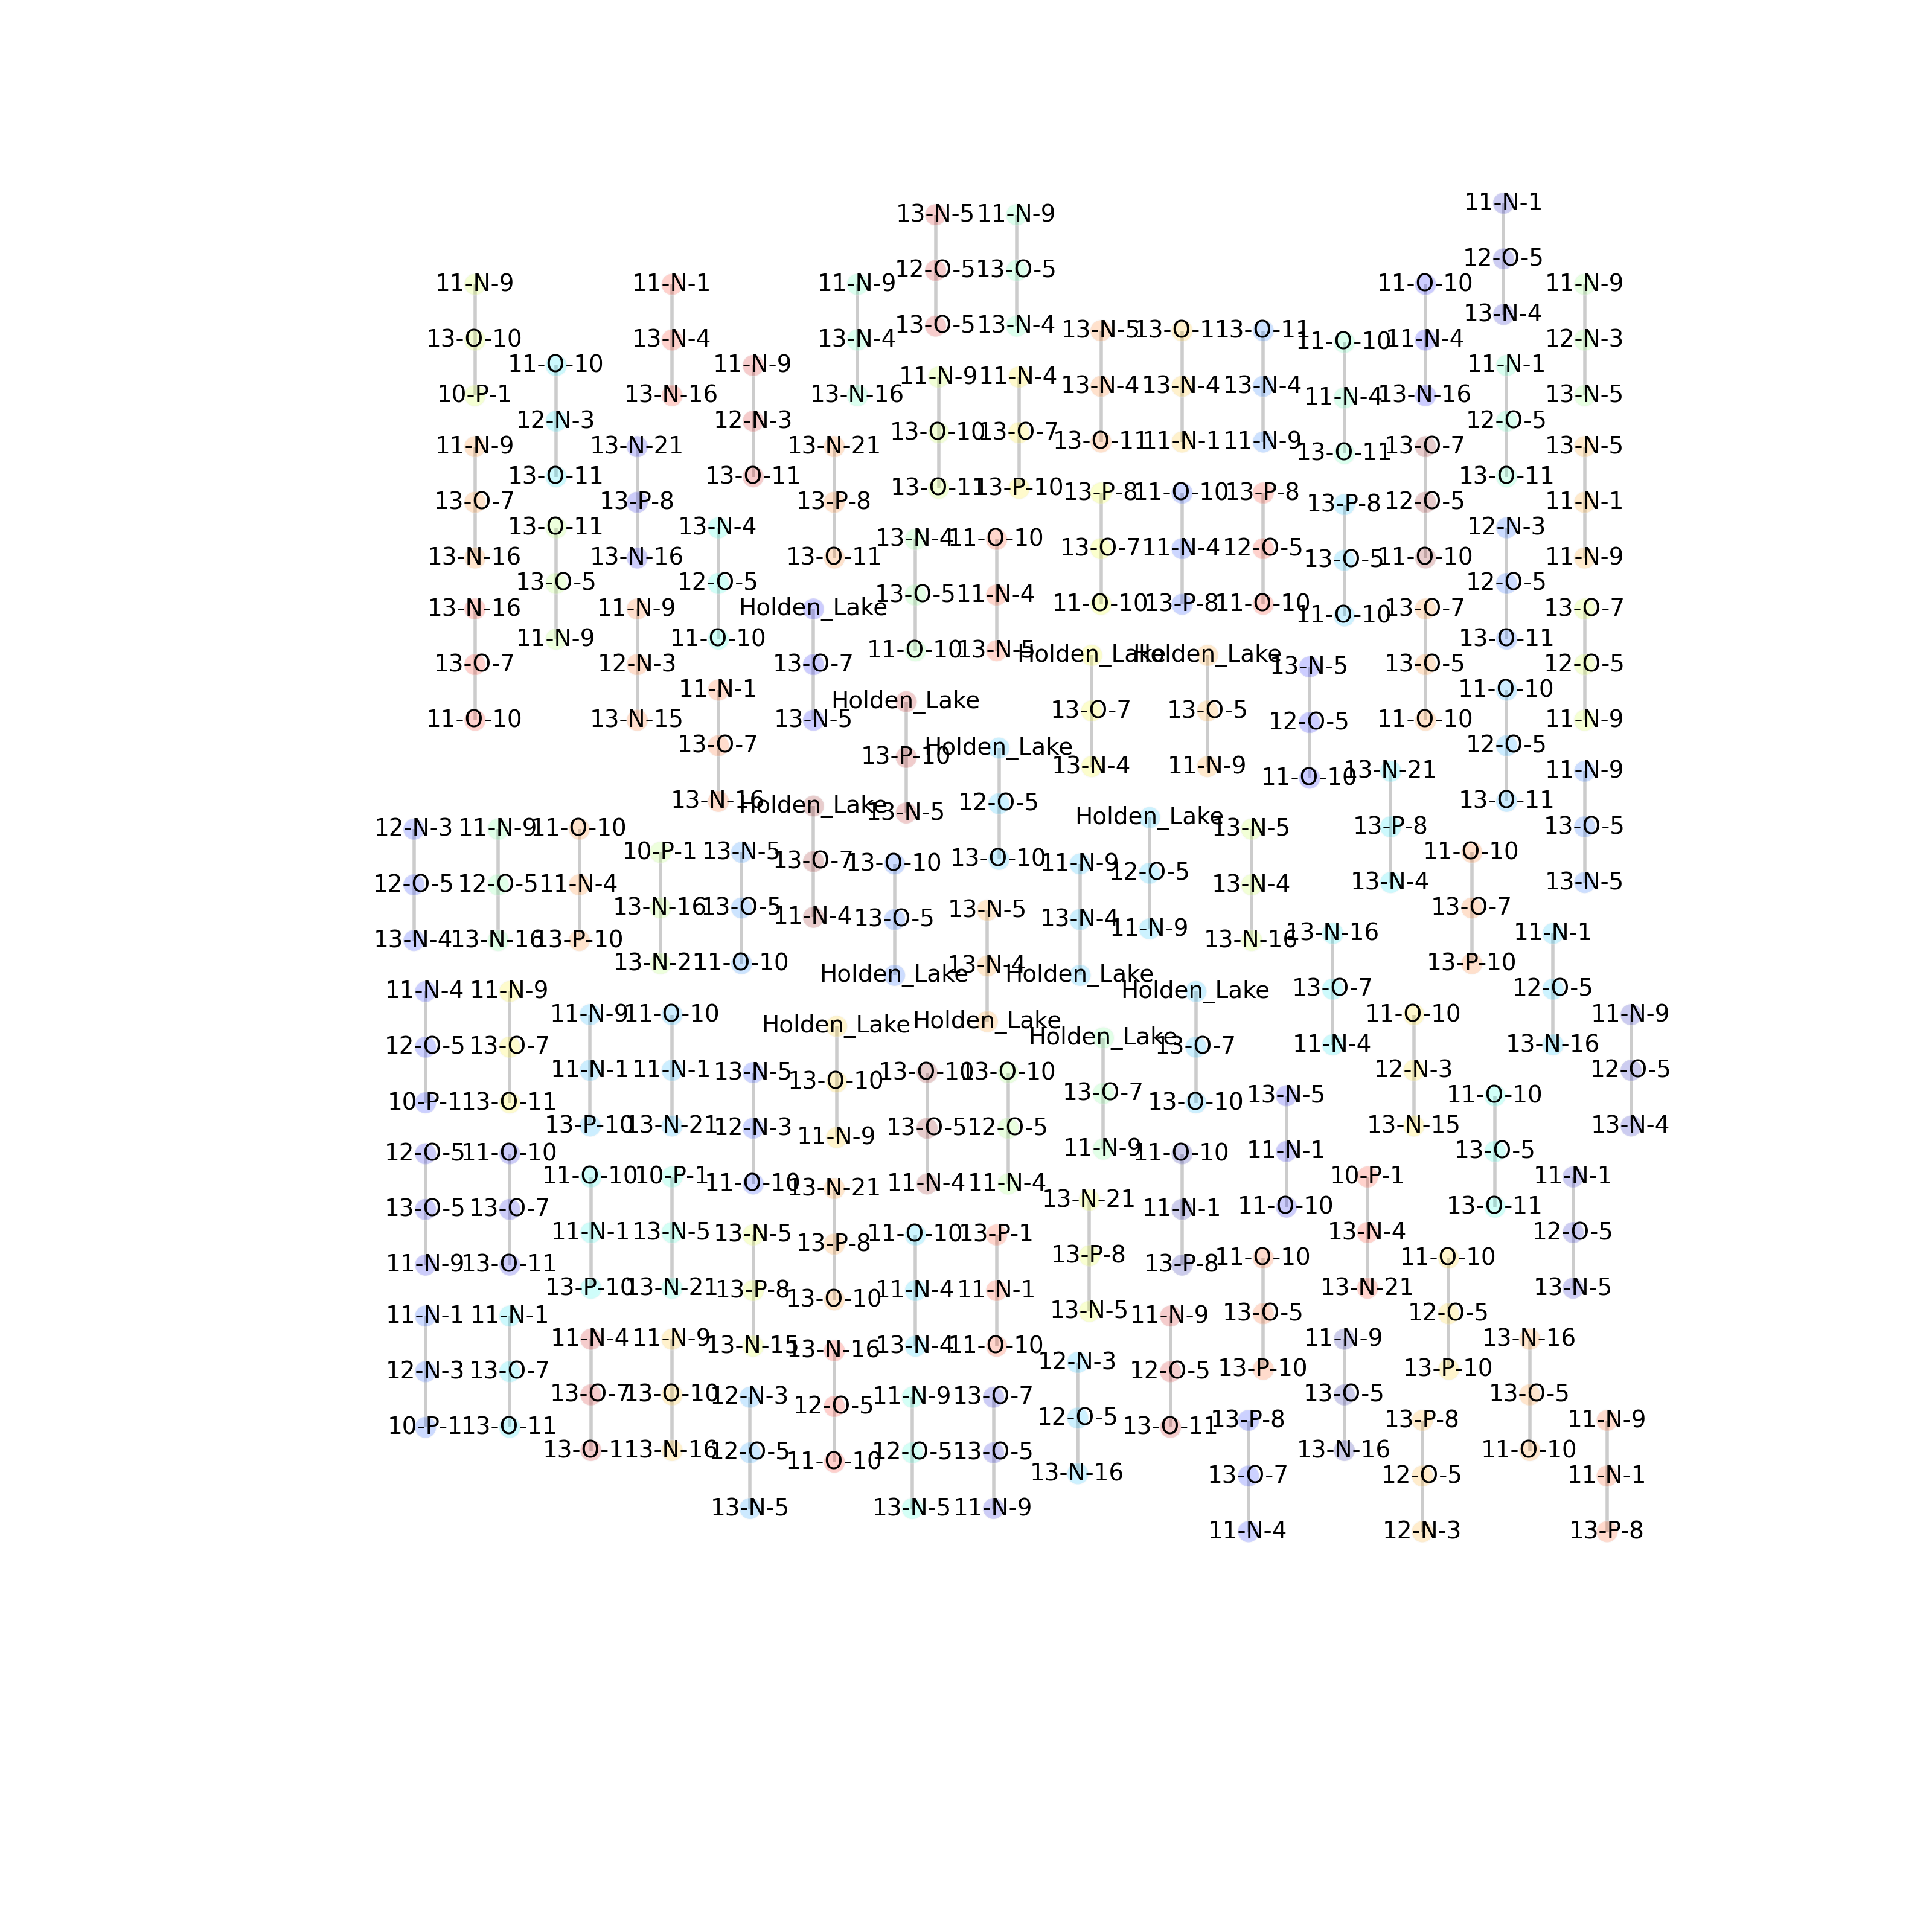 11-N-1
13-N-5 11-N-9
12-O-5
12-O-5 13-O-5
11-N-9 11-N-1 11-N-9 11-O-10 11-N-9
13-N-4
13-O-5 13-N-4
13-N-5 13-O-11 13-O-11
13-O-10 13-N-4 13-N-4 11-O-10 11-N-4 12-N-3
11-O-10 11-N-9 11-N-1
11-N-9 11-N-4
13-N-4 13-N-4 13-N-4
10-P-1 13-N-16 13-N-16 11-N-4 13-N-16 13-N-5
12-N-3 12-N-3 12-O-5
13-O-10 13-O-7
13-O-11 11-N-1 11-N-9
11-N-9 13-N-21 13-N-21 13-O-11 13-O-7 13-N-5
13-O-11 13-O-11 13-O-11
13-O-11 13-P-10
13-P-8 11-O-10 13-P-8
13-O-7 13-P-8 13-P-8 13-P-8 12-O-5 11-N-1
13-O-11 13-N-4 12-N-3
13-N-4 11-O-10
13-O-7 11-N-4 12-O-5
13-N-16 13-N-16 13-O-11 13-O-5 11-O-10 11-N-9
13-O-5 12-O-5 12-O-5
13-O-5 11-N-4
11-O-10 13-P-8 11-O-10
13-N-16 11-N-9 Holden_Lake 11-O-10 13-O-7 13-O-7
11-N-9 11-O-10 13-O-11
11-O-10 13-N-5
Holden_Lake Holden_Lake
13-O-7 12-N-3 13-O-7 13-N-5 13-O-5 12-O-5
11-N-1 11-O-10
Holden_Lake
13-O-7 13-O-5
11-O-10 13-N-15 13-N-5 12-O-5 11-O-10 11-N-9
13-O-7 Holden_Lake 12-O-5
13-P-10
13-N-4 11-N-9
11-O-10 13-N-21 11-N-9
13-N-16 Holden_Lake 12-O-5 13-O-11
13-N-5 Holden_Lake
12-N-3 11-N-9 11-O-10 13-N-5 13-P-8 13-O-5
10-P-1 13-N-5 13-O-7 13-O-10 13-O-10 11-N-9 11-O-10
12-O-5
12-O-5 12-O-5 11-N-4 13-N-4 13-N-4 13-N-5
13-N-16 13-O-5 11-N-4 13-O-5 13-N-5 13-N-4 13-O-7
11-N-9
13-N-4 13-N-16 13-P-10 13-N-16 13-N-16 11-N-1
13-N-21 11-O-10 Holden_Lake 13-N-4 Holden_Lake 13-P-10
11-N-4 11-N-9 Holden_Lake 13-O-7 12-O-5
11-N-9 11-O-10 Holden_Lake Holden_Lake 11-O-10 11-N-9
Holden_Lake
12-O-5 13-O-7 13-O-7 11-N-4 13-N-16
11-N-1 11-N-1 13-N-5 13-O-10 13-O-10 13-O-10 12-N-3 12-O-5
13-O-7
10-P-1 13-O-11 13-O-10 13-N-5 11-O-10
13-P-10 13-N-21 12-N-3 11-N-9 13-O-5 12-O-5 13-N-15 13-N-4
12-O-5 11-O-10 11-N-9 11-O-10 11-N-1 13-O-5
11-O-10 10-P-1 11-O-10 13-N-21 11-N-4 11-N-4 10-P-1 11-N-1
13-N-21
13-O-5 13-O-7 11-N-1 11-O-10 13-O-11
11-N-1 13-N-5 13-N-5 13-P-8 11-O-10 13-P-1 13-N-4 12-O-5
13-P-8
11-N-9 13-O-11 13-P-8 11-O-10 11-O-10
13-P-10 13-N-21 13-P-8 13-O-10 11-N-4 11-N-1 13-N-21 13-N-5
13-N-5
11-N-1 11-N-1 11-N-9 13-O-5 12-O-5
11-N-4 11-N-9 13-N-15 13-N-16 13-N-4 11-O-10 11-N-9 13-N-16
12-N-3
12-N-3 13-O-7 12-O-5 13-P-10 13-P-10
13-O-7 13-O-10 12-N-3 12-O-5 11-N-9 13-O-7 13-O-5 13-O-5
12-O-5
10-P-1 13-O-11 13-O-11 13-P-8 13-P-8 11-N-9
13-O-11 13-N-16 12-O-5 11-O-10 12-O-5 13-O-5 13-N-16 11-O-10
13-N-16 13-O-7 12-O-5 11-N-1
13-N-5 13-N-5 11-N-9
11-N-4 12-N-3 13-P-8